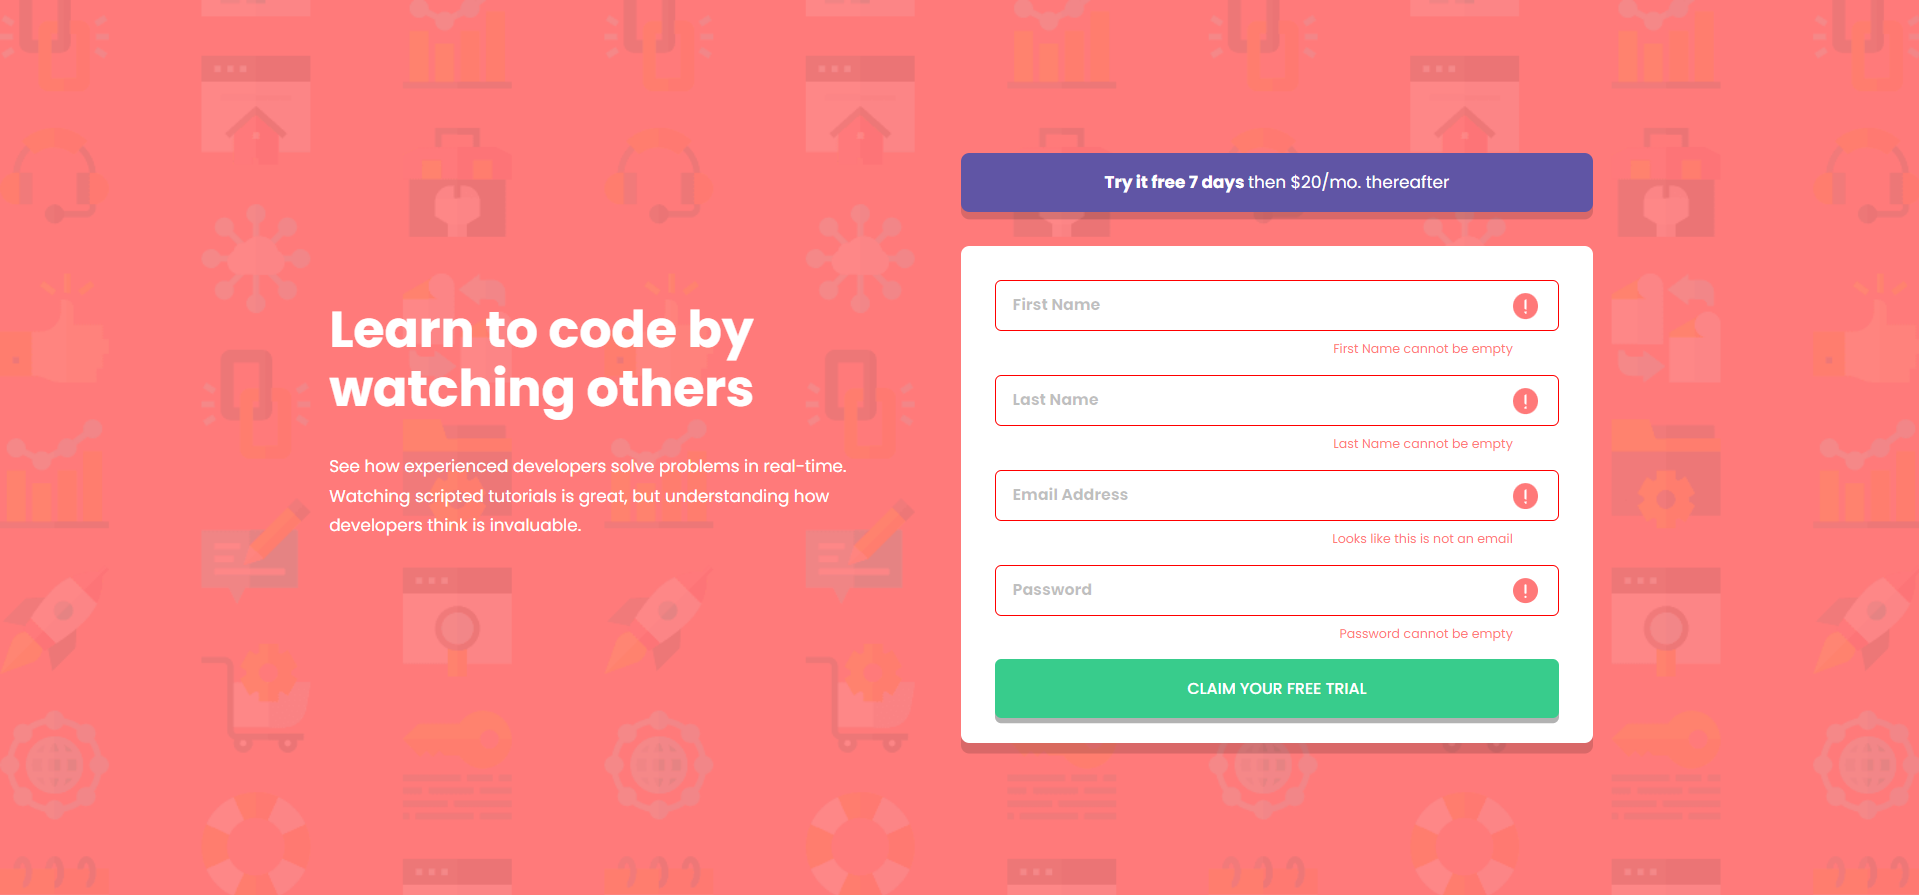 Learn to code by
watching others
See how experienced developers solve problems in real-time.
Watching scripted tutorials is great, but understanding how
developers think is invaluable.
Try it free 7 days then $20/mo. thereafter
First Name
First Name cannot be empty
Last Name
Last Name cannot be empty
Email Address
Looks like this is not an email
Password
Password cannot be empty
CLAIM YOUR FREE TRIAL